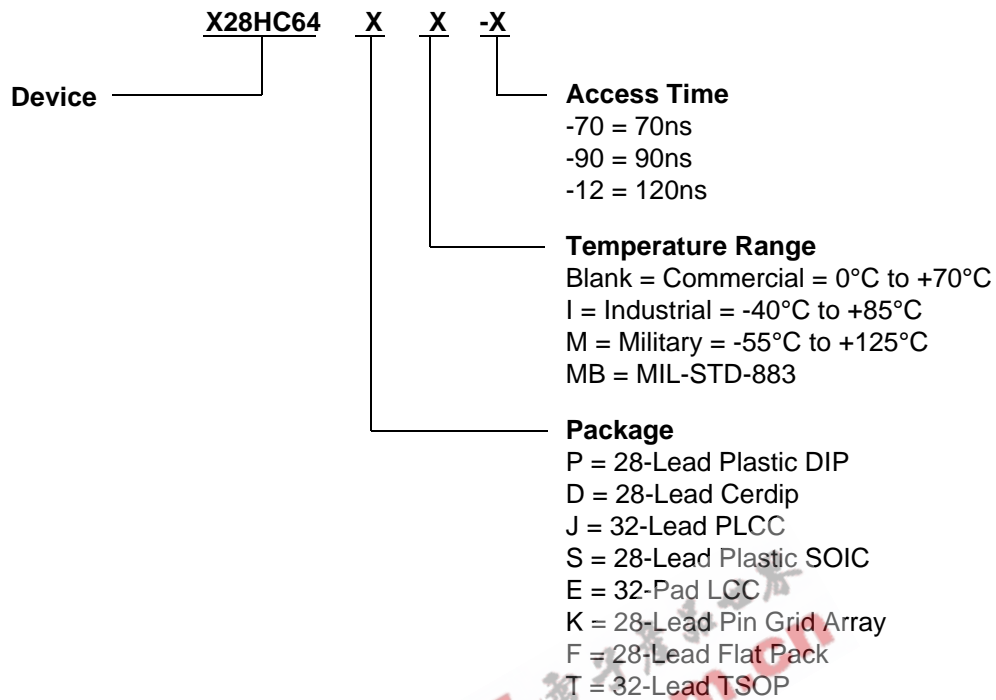 X28HC64 X X -X
Device
Access Time
-70 = 70ns
-90 = 90ns
-12 = 120ns
Temperature Range
Blank = Commercial = 0°C to +70°C
I = Industrial = -40°C to +85°C
M = Military = -55°C to +125°C
MB = MIL-STD-883
Package
P = 28-Lead Plastic DIP
D = 28-Lead Cerdip
J = 32-Lead PLCC
S = 28-Lead Plastic SOIC
E = 32-Pad LCC
K = 28-Lead Pin Grid Array
F = 28-Lead Flat Pack
T = 32-Lead TSOP